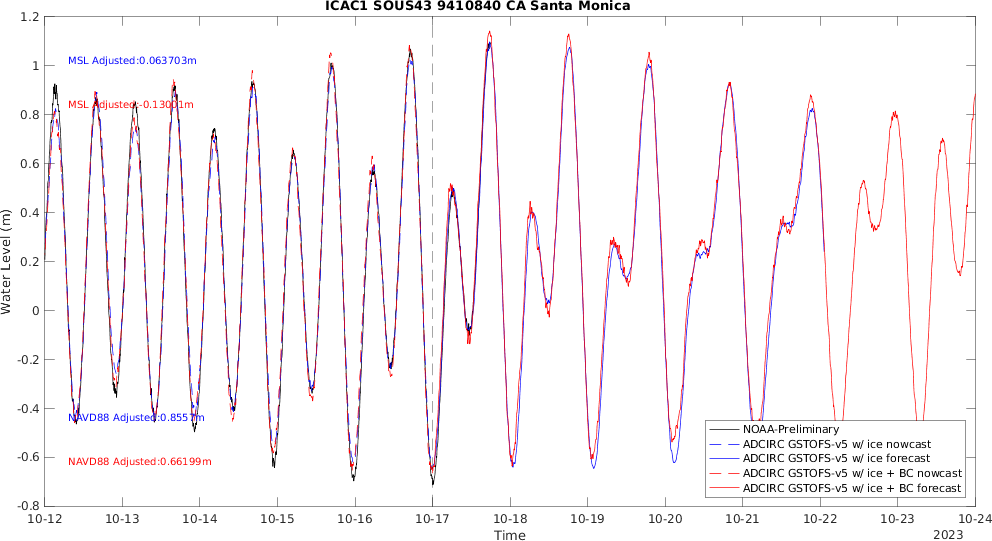 ICAC1 SOUS43 9410840 CA Santa Monica
1.2
1
0.8
0.6
0.4
0.2
0
-0.2
-0.4
-0.6
-0.8
Water Level (m)
MSL Adjusted:0.063703m
MSL Adjusted:-0.13001m
NAVD88 Adjusted:0.8557m
NAVD88 Adjusted:0.66199m
NOAA-Preliminary
ADCIRC GSTOFS-v5 w/ ice nowcast
ADCIRC GSTOFS-v5 w/ ice forecast
ADCIRC GSTOFS-v5 w/ ice + BC nowcast
ADCIRC GSTOFS-v5 w/ ice + BC forecast
10-12 10-13 10-14 10-15 10-16 10-17 10-18 10-19 10-20 10-21 10-22 10-23 10-24
Time
2023